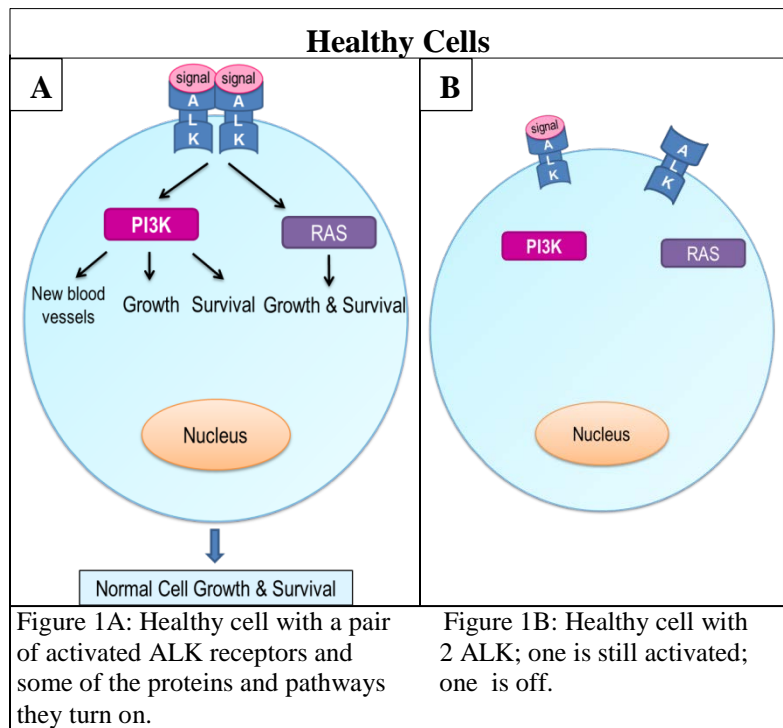 Healthy Cells
A
signal signal
A A
L L
K K
PI3K
RAS
New blood
vessels
Growth Survival Growth & Survival
Nucleus
Normal Cell Growth & Survival
Figure 1A: Healthy cell with a pair
of activated ALK receptors and
some of the proteins and pathways
they turn on.
B
signal
A
L
K
A
L
K
PI3K
RAS
Nucleus
Figure 1B: Healthy cell with
2 ALK; one is still activated;
one is off.